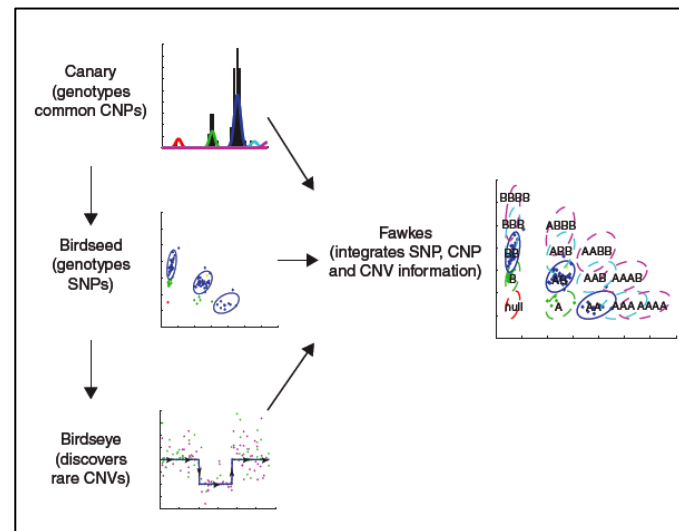 Canary
(genotypes
common CNPs)
Birdseed
(genotypes
SNPs)
Birdseye
(discovers
rare CNVs)
Fawkes
(integrates SNP, CNP
and CNV information)
BBBB
BBB ABBB
BB ABB AABB
B AB AAB AAAB
null A AA AAA AAAA